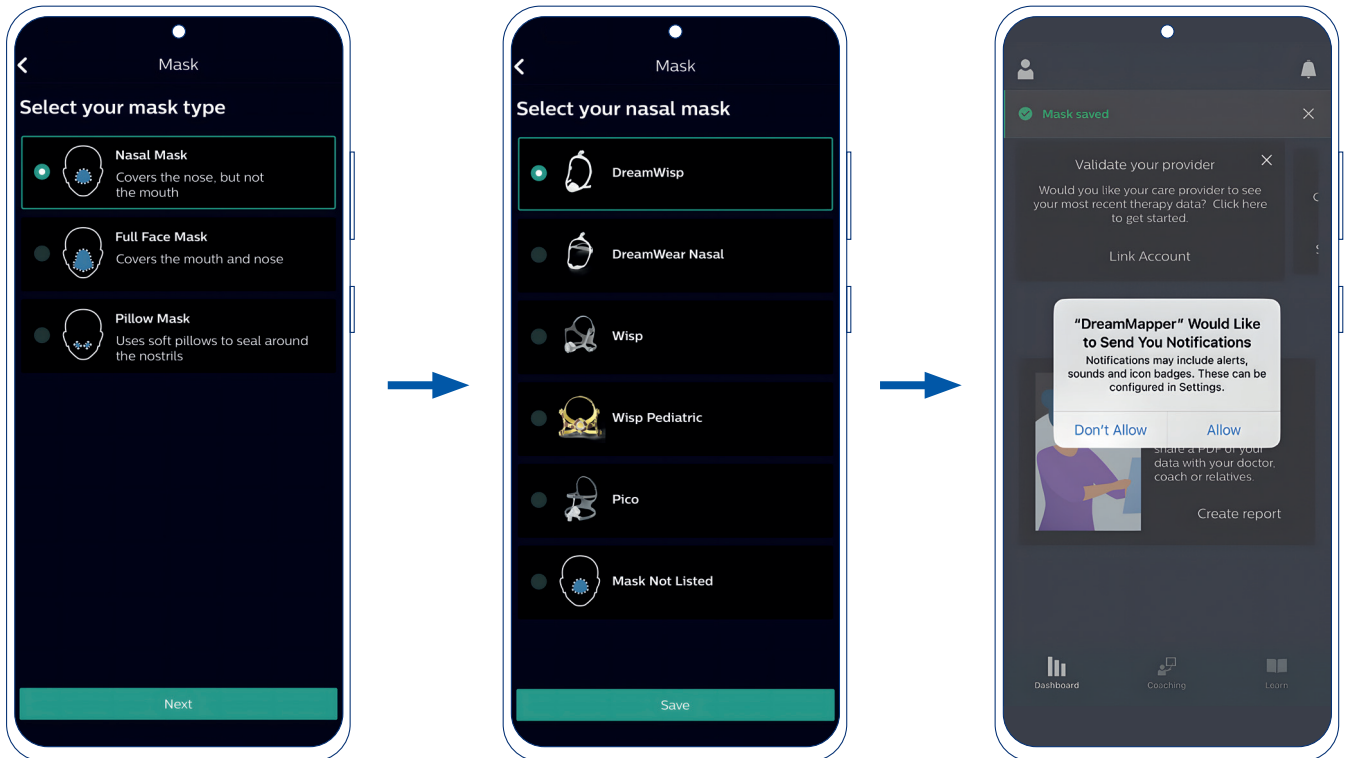 Mask
Select your mask type
Nasal Mask
Covers the nose, but not
the mouth
Full Face Mask
Covers the mouth and nose
Pillow Mask
Uses soft pillows to seal around
the nostrils
Next
Mask
Select your nasal mask
DreamWisp
DreamWear Nasal
Wisp
Wisp Pediatric
Pico
Mask Not Listed
Save
Mask saved
Validate your provider
Would you like your care provider to see
your most recent therapy data? Click here
to get started.
Link Account
"DreamMapper" Would Like
to Send You Notifications
Notifications may include alerts,
sounds and icon badges. These can be
configured in Settings.
Don't Allow
Allow
share a PDF of your
data with your doctor,
coach or relatives.
Create report
Dashboard
Coaching
Learn